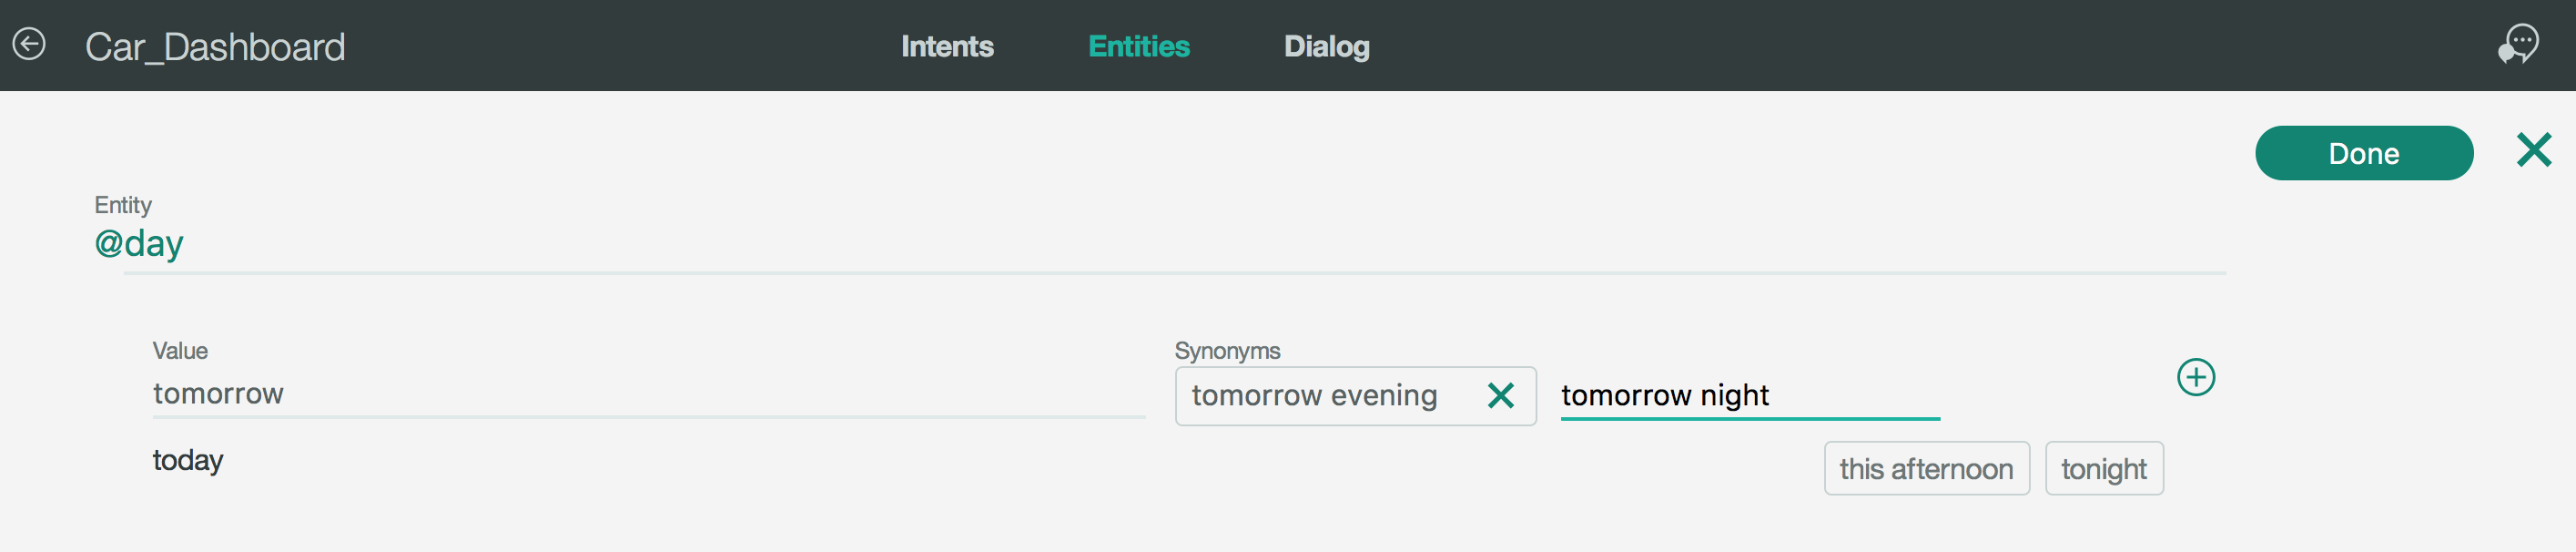 Car_Dashboard Intents Entities Dialog
Done
Entity
@day
Value Synonyms
tomorrow tomorrow evening tomorrow night
today this afternoon tonight